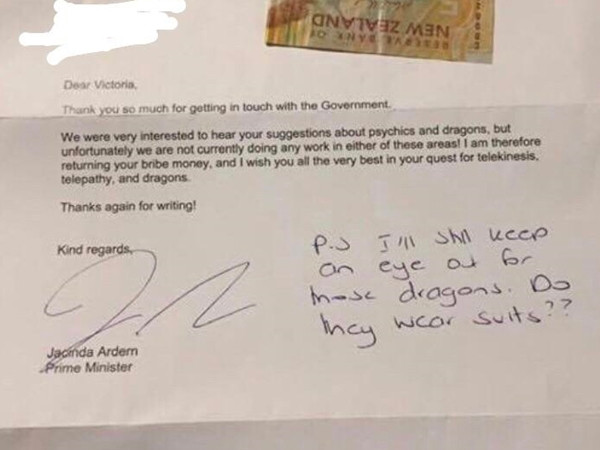 RESERVE BANK OF
NEW ZEALAND
Dear Victoria,
Thank you so much for getting in touch with the Government.
We were very interested to hear your suggestions about psychics and dragons, but
unfortunately we are not currently doing any work in either of these areas! I am therefore
returning your bribe money, and I wish you all the very best in your quest for telekinesis,
telepathy, and dragons.
Thanks again for writing!
Kind regards,
Jacinda Ardern
Prime Minister
P.S I'll still keep
an eye out for
those dragons. Do
they wear suits??